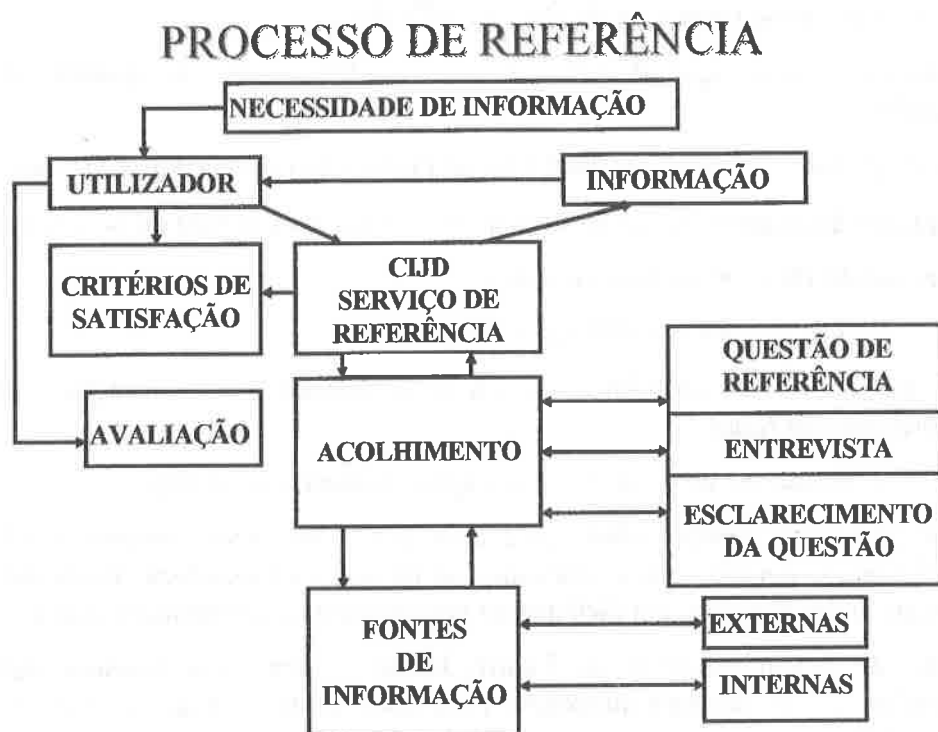 PROCESSO DE REFERÊNCIA
NECESSIDADE DE INFORMAÇÃO
UTILIZADOR
INFORMAÇÃO
CRITÉRIOS DE
SATISFAÇÃO
CIJD
SERVIÇO DE
REFERÊNCIA
QUESTÃO DE
REFERÊNCIA
AVALIAÇÃO
ACOLHIMENTO
ENTREVISTA
ESCLARECIMENTO
DA QUESTÃO
FONTES
DE
INFORMAÇÃO
EXTERNAS
INTERNAS